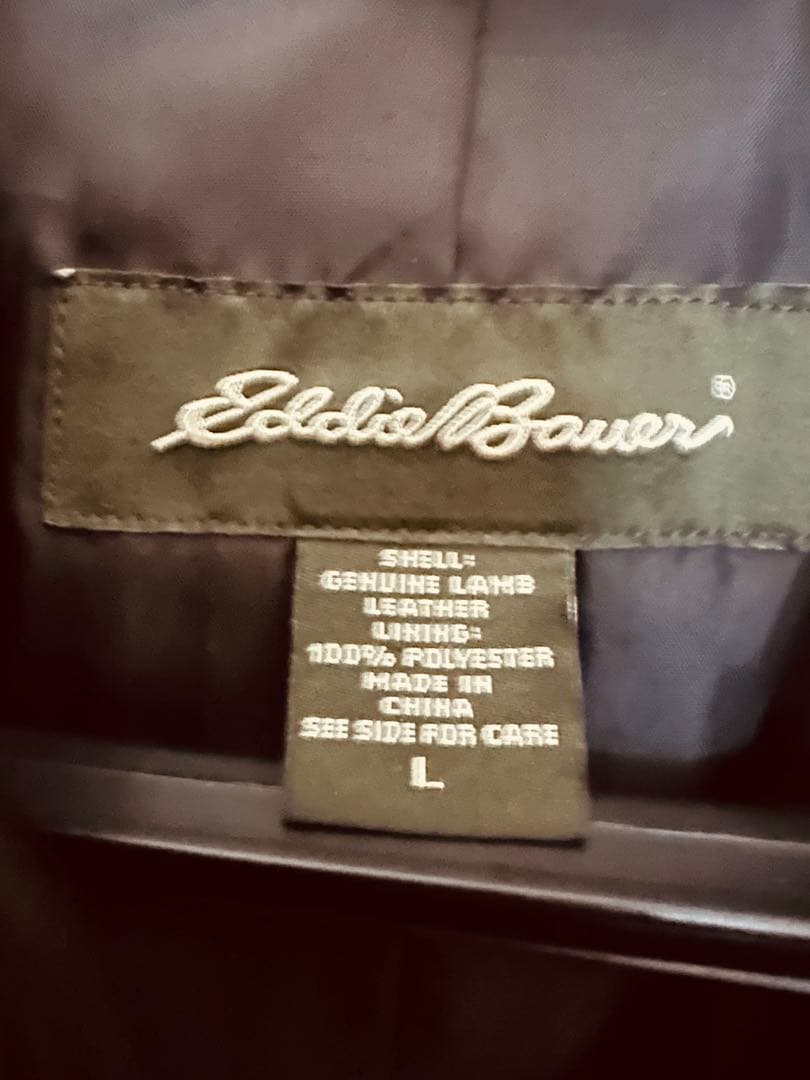 Eddie Bauer®
SHELL:
GENUINE LAMB
LEATHER
LINING:
100% POLYESTER
MADE IN
CHINA
SEE SIDE FOR CARE
L